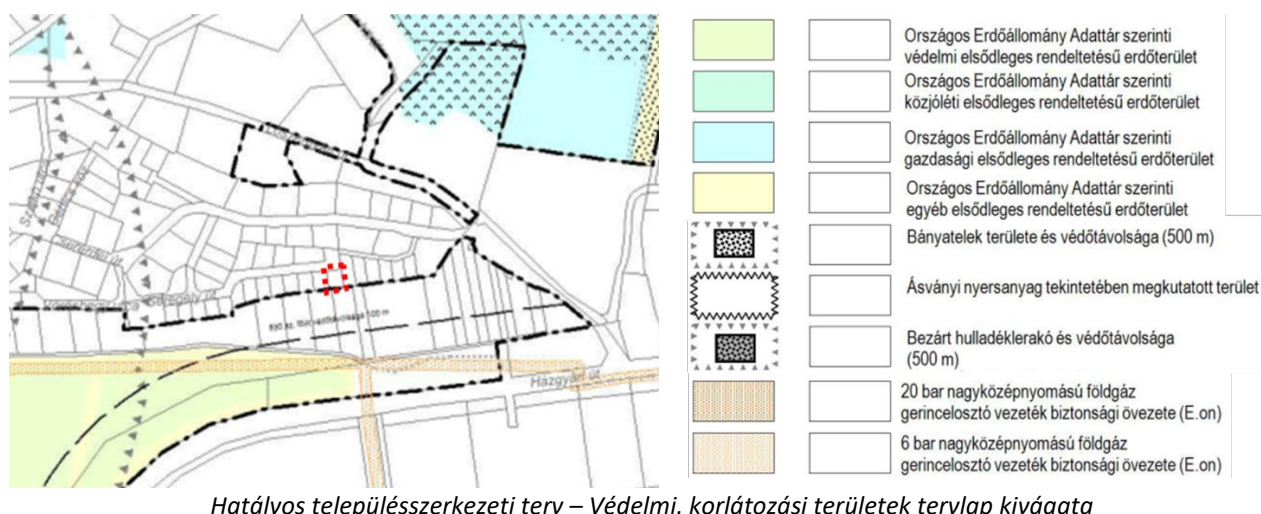 Országos Erdőállomány Adattár szerinti
védelmi elsődleges rendeltetésű erdőterület
Országos Erdőállomány Adattár szerinti
közjóléti elsődleges rendeltetésű erdőterület
Országos Erdőállomány Adattár szerinti
gazdasági elsődleges rendeltetésű erdőterület
Országos Erdőállomány Adattár szerinti
egyéb elsődleges rendeltetésű erdőterület
Bányatelek területe és védőtávolsága (500 m)
Ásványi nyersanyag tekintetében megkutatott terület
Bezárt hulladéklerakó és védőtávolsága
(500 m)
20 bar nagyközépnyomású földgáz
gerincelosztó vezeték biztonsági övezete (E.on)
6 bar nagyközépnyomású földgáz
gerincelosztó vezeték biztonsági övezete (E.on)
Házgyári út
Hatályos településszerkezeti terv – Védelmi, korlátozási területek tervlap kivágata